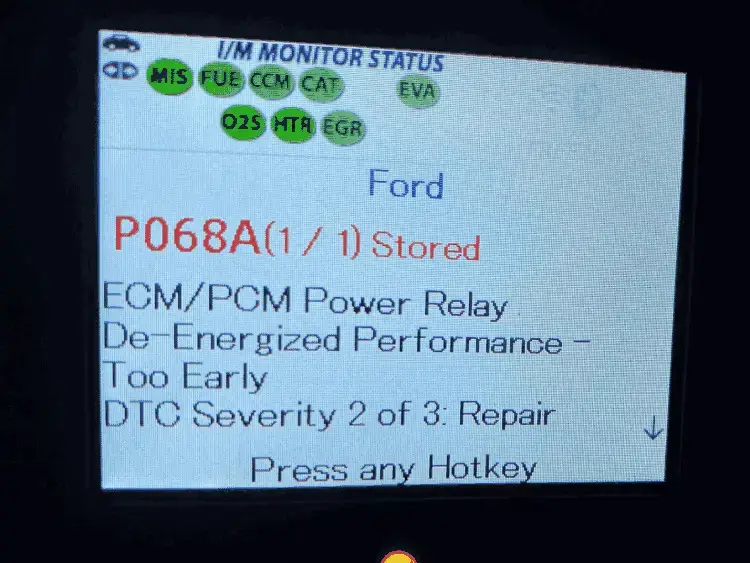 I/M MONITOR STATUS
MIS FUE CCM CAT EVA
O2S HTR EGR
Ford
P068A(1 / 1) Stored
ECM/PCM Power Relay
De-Energized Performance -
Too Early
DTC Severity 2 of 3: Repair
Press any Hotkey